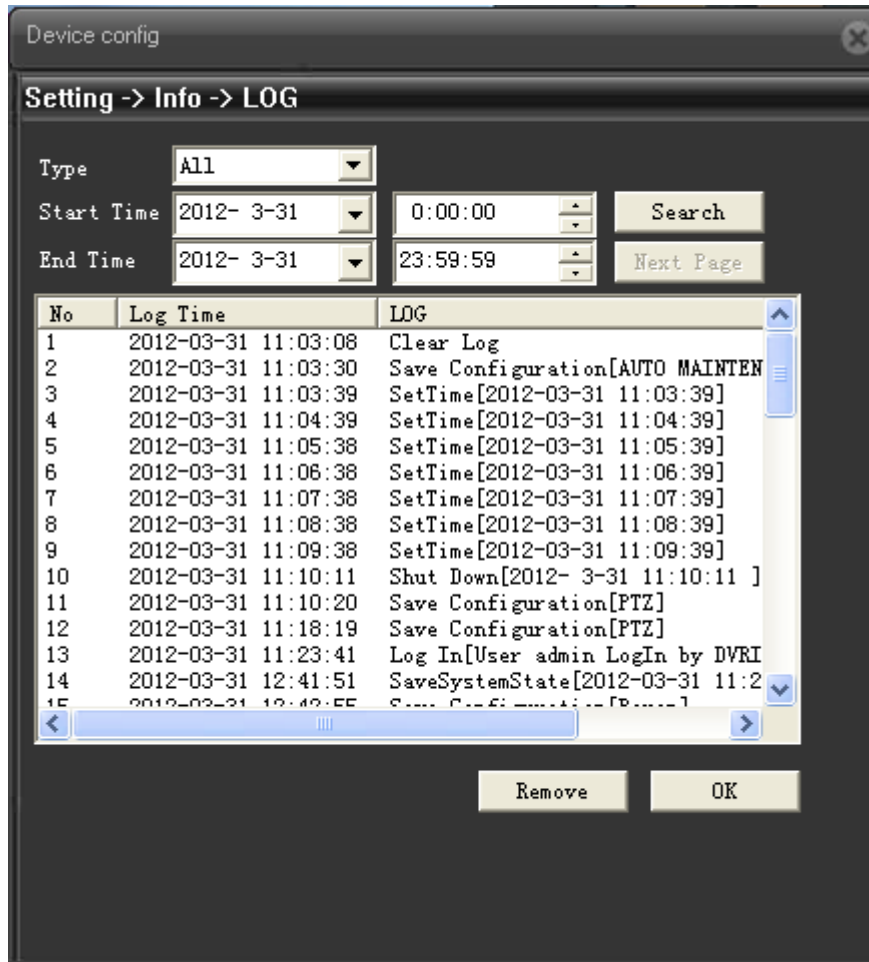 Device config
Setting -> Info -> LOG
Type All
Start Time 2012- 3-31 0:00:00 Search
End Time 2012- 3-31 23:59:59 Next Page
No Log Time LOG
1 2012-03-31 11:03:08 Clear Log
2 2012-03-31 11:03:30 Save Configuration[AUTO MAINTEN
3 2012-03-31 11:03:39 SetTime[2012-03-31 11:03:39]
4 2012-03-31 11:04:39 SetTime[2012-03-31 11:04:39]
5 2012-03-31 11:05:38 SetTime[2012-03-31 11:05:39]
6 2012-03-31 11:06:38 SetTime[2012-03-31 11:06:39]
7 2012-03-31 11:07:38 SetTime[2012-03-31 11:07:39]
8 2012-03-31 11:08:38 SetTime[2012-03-31 11:08:39]
9 2012-03-31 11:09:38 SetTime[2012-03-31 11:09:39]
10 2012-03-31 11:10:11 Shut Down[2012- 3-31 11:10:11 ]
11 2012-03-31 11:10:20 Save Configuration[PTZ]
12 2012-03-31 11:18:19 Save Configuration[PTZ]
13 2012-03-31 11:23:41 Log In[User admin LogIn by DVRI
14 2012-03-31 12:41:51 SaveSystemState[2012-03-31 11:2
15 2012-03-31 Save Configuration
Remove OK